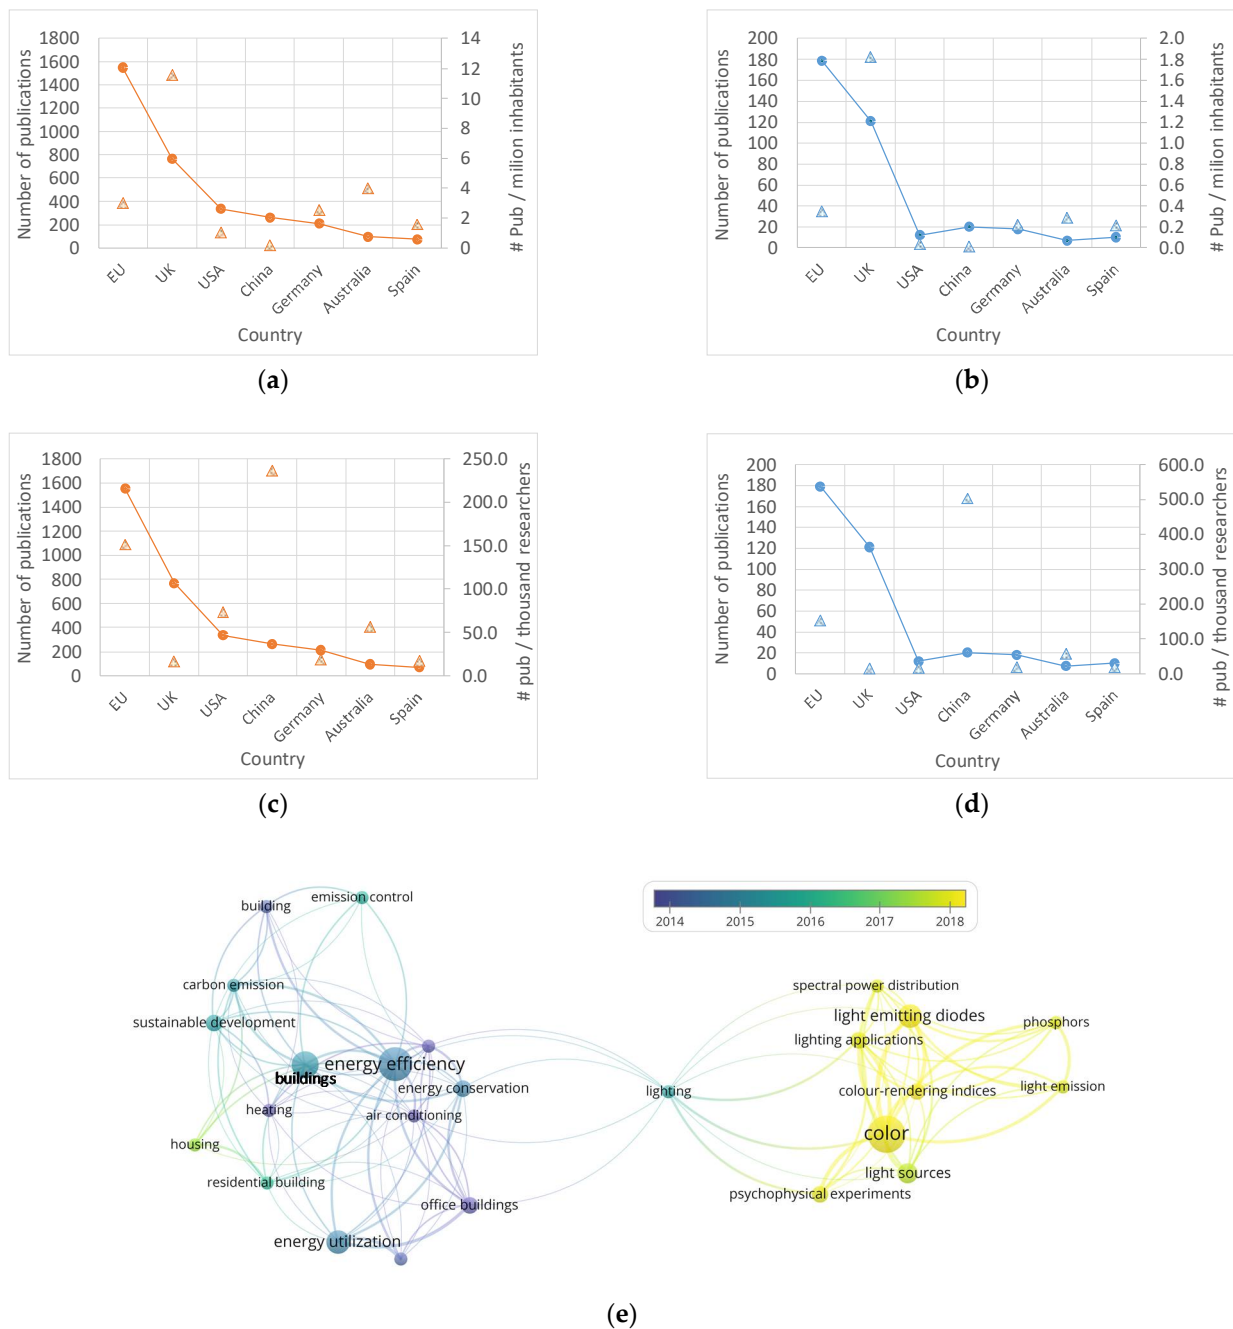 Number of publications
1800
1600
1400
1200
1000
800
600
400
200
0
14
12
10
8
6
4
2
0
# Pub / milion inhabitants
EU
UK
USA
China
Germany
Australia
Spain
Country
(a)
Number of publications
200
180
160
140
120
100
80
60
40
20
0
2.0
1.8
1.6
1.4
1.2
1.0
0.8
0.6
0.4
0.2
0.0
# Pub / milion inhabitants
EU
UK
USA
China
Germany
Australia
Spain
Country
(b)
Number of publications
1800
1600
1400
1200
1000
800
600
400
200
0
250.0
200.0
150.0
100.0
50.0
0.0
# pub / thousand researchers
EU
UK
USA
China
Germany
Australia
Spain
Country
(c)
Number of publications
200
180
160
140
120
100
80
60
40
20
0
600.0
500.0
400.0
300.0
200.0
100.0
0.0
# pub / thousand researchers
EU
UK
USA
China
Germany
Australia
Spain
Country
(d)
2014 2015 2016 2017 2018
building
emission control
carbon emission
sustainable development
energy efficiency
buildings
energy conservation
heating
air conditioning
housing
residential building
office buildings
energy utilization
lighting
spectral power distribution
light emitting diodes
phosphors
lighting applications
light emission
colour-rendering indices
color
light sources
psychophysical experiments
(e)